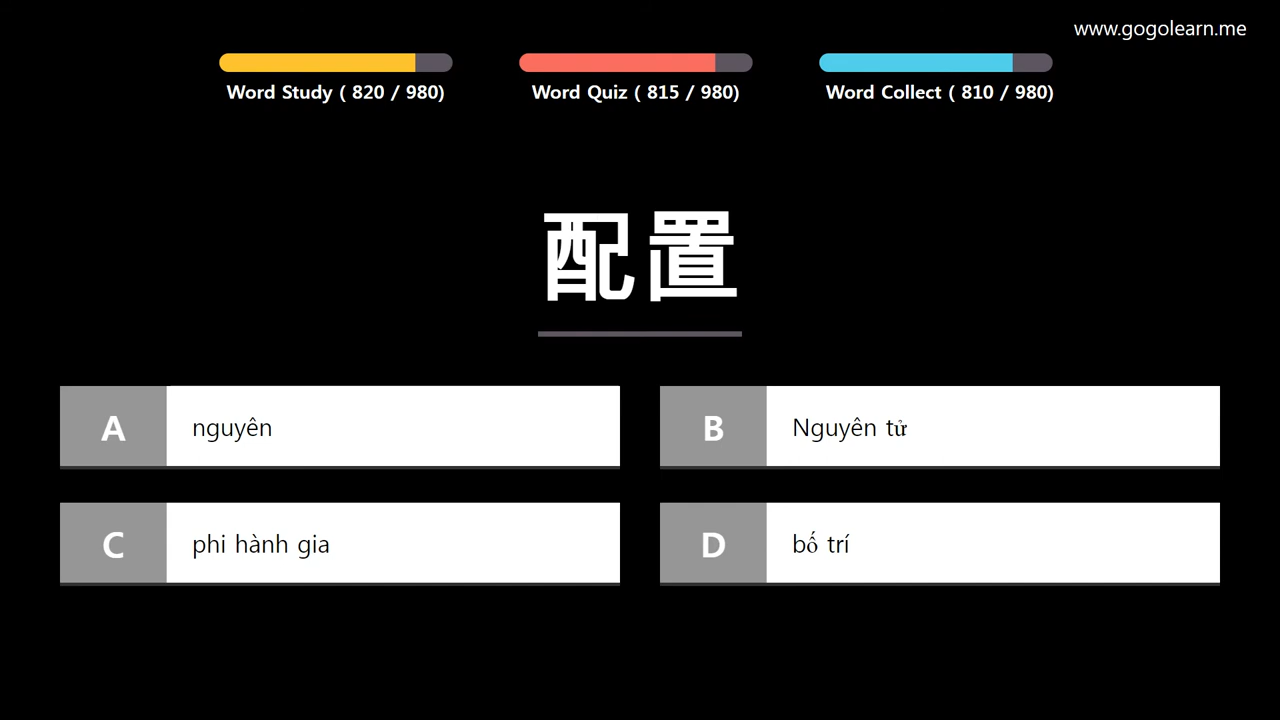 www.gogolearn.me
Word Study ( 820 / 980)
Word Quiz ( 815 / 980)
Word Collect ( 810 / 980)
配置
A nguyên
B Nguyên tử
C phi hành gia
D bố trí